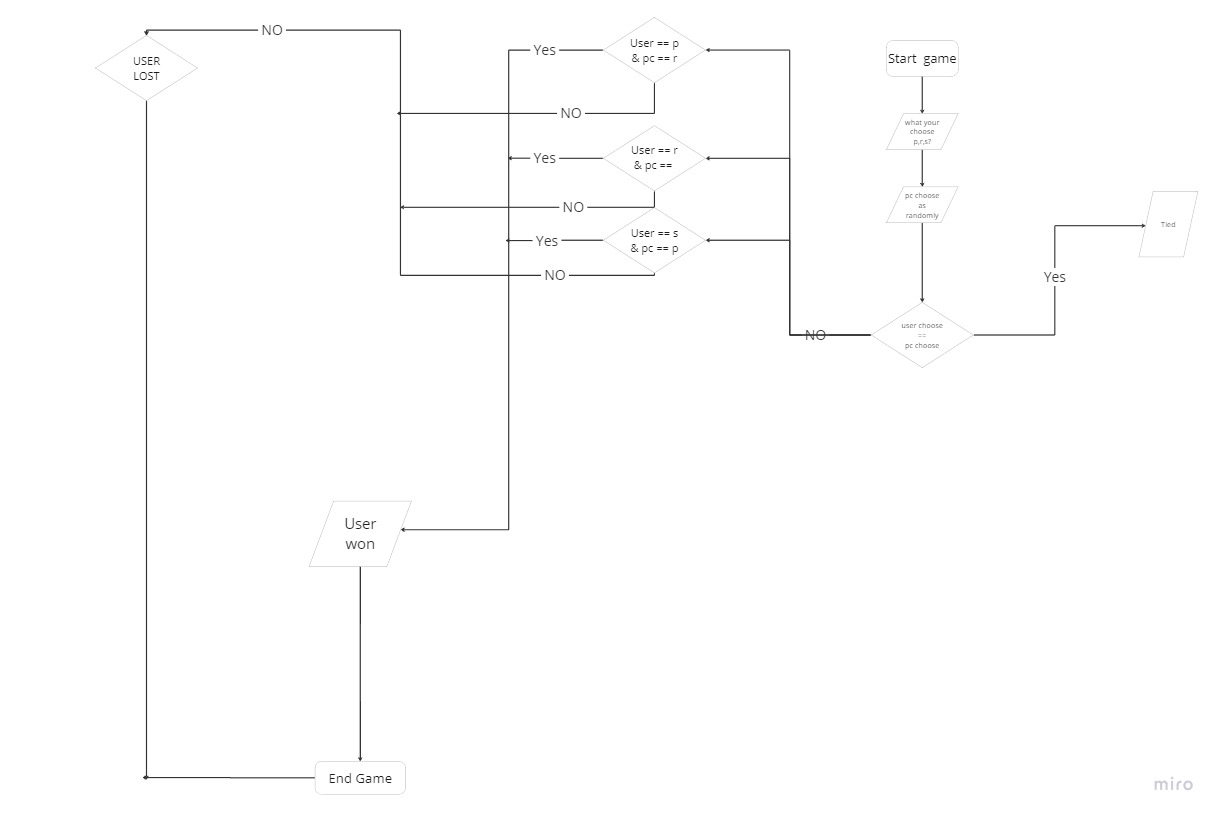 NO
USER
LOST
Yes
User == p
& pc == r
NO
Yes
User == r
& pc ==
NO
Yes
User == s
& pc == p
NO
Start  game
what your
choose
p,r,s?
pc choose
as
randomly
user choose
==
pc choose
NO
Yes
Tied
User
won
End Game
miro